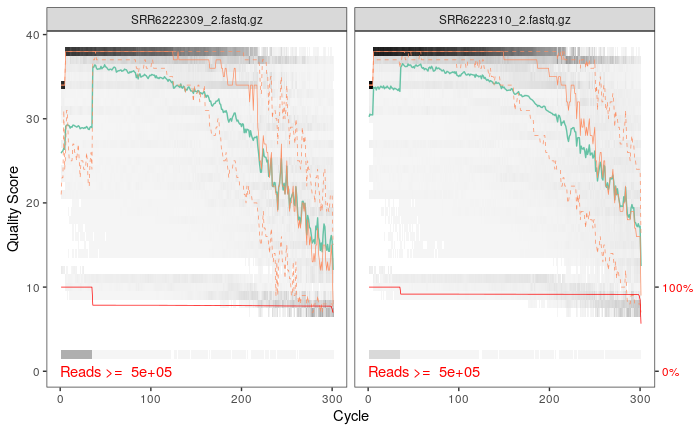 SRR6222309_2.fastq.gz SRR6222310_2.fastq.gz
40
30
20
10
0
Quality Score
100%
0%
Reads >= 5e+05 Reads >= 5e+05
0 100 200 300 0 100 200 300
Cycle